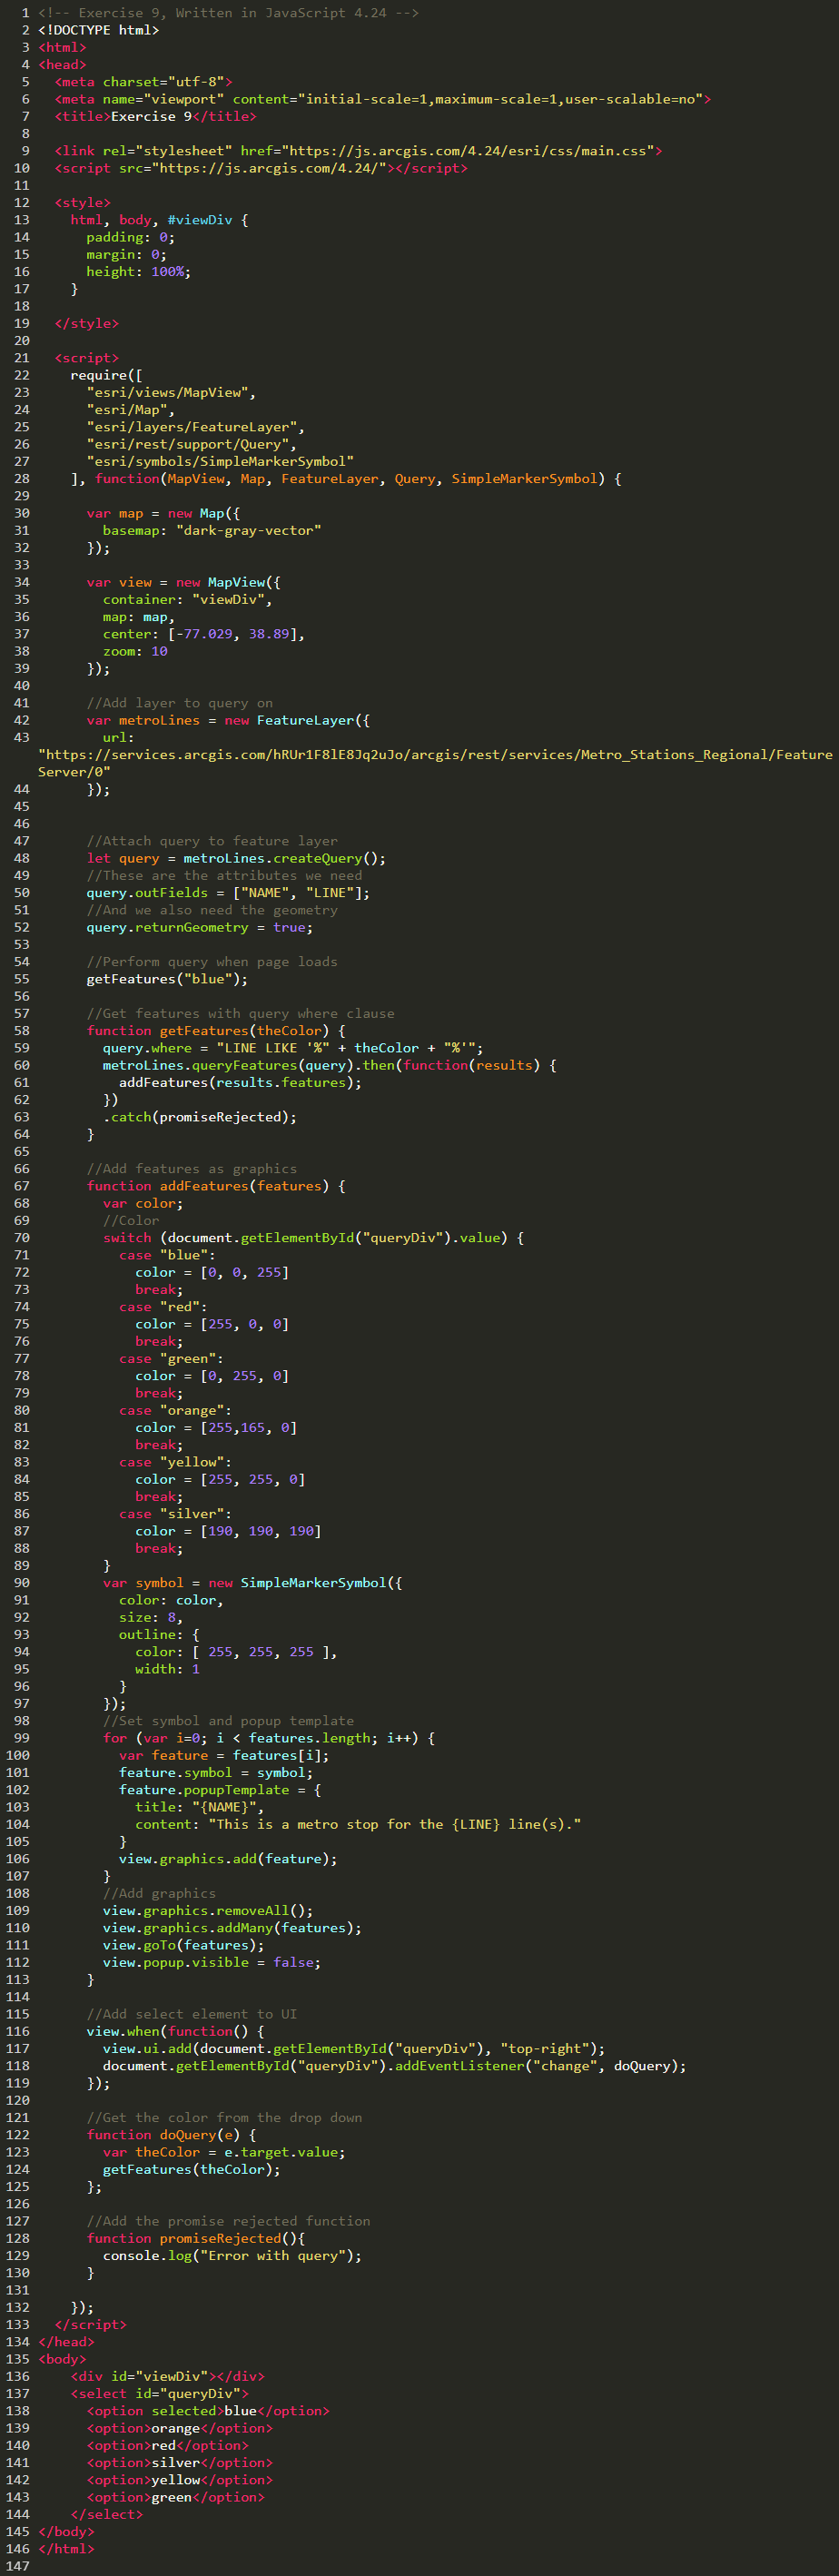 1 <!-- Exercise 9, Written in JavaScript 4.24 -->
2 <!DOCTYPE html>
3 <html>
4 <head>
5   <meta charset="utf-8">
6   <meta name="viewport" content="initial-scale=1,maximum-scale=1,user-scalable=no">
7   <title>Exercise 9</title>
8
9   <link rel="stylesheet" href="https://js.arcgis.com/4.24/esri/css/main.css">
10   <script src="https://js.arcgis.com/4.24/"></script>
11
12   <style>
13     html, body, #viewDiv {
14       padding: 0;
15       margin: 0;
16       height: 100%;
17     }
18
19   </style>
20
21   <script>
22     require([
23       "esri/views/MapView",
24       "esri/Map",
25       "esri/layers/FeatureLayer",
26       "esri/rest/support/Query",
27       "esri/symbols/SimpleMarkerSymbol"
28     ], function(MapView, Map, FeatureLayer, Query, SimpleMarkerSymbol) {
29
30       var map = new Map({
31         basemap: "dark-gray-vector"
32       });
33
34       var view = new MapView({
35         container: "viewDiv",
36         map: map,
37         center: [-77.029, 38.89],
38         zoom: 10
39       });
40
41       //Add layer to query on
42       var metroLines = new FeatureLayer({
43         url:
"https://services.arcgis.com/hRUr1F8lE8Jq2uJo/arcgis/rest/services/Metro_Stations_Regional/Feature
Server/0"
44       });
45
46
47       //Attach query to feature layer
48       let query = metroLines.createQuery();
49       //These are the attributes we need
50       query.outFields = ["NAME", "LINE"];
51       //And we also need the geometry
52       query.returnGeometry = true;
53
54       //Perform query when page loads
55       getFeatures("blue");
56
57       //Get features with query where clause
58       function getFeatures(theColor) {
59         query.where = "LINE LIKE '%" + theColor + "%'";
60         metroLines.queryFeatures(query).then(function(results) {
61           addFeatures(results.features);
62         })
63         .catch(promiseRejected);
64       }
65
66       //Add features as graphics
67       function addFeatures(features) {
68         var color;
69         //Color
70         switch (document.getElementById("queryDiv").value) {
71           case "blue":
72             color = [0, 0, 255]
73             break;
74           case "red":
75             color = [255, 0, 0]
76             break;
77           case "green":
78             color = [0, 255, 0]
79             break;
80           case "orange":
81             color = [255,165, 0]
82             break;
83           case "yellow":
84             color = [255, 255, 0]
85             break;
86           case "silver":
87             color = [190, 190, 190]
88             break;
89         }
90         var symbol = new SimpleMarkerSymbol({
91           color: color,
92           size: 8,
93           outline: {
94             color: [ 255, 255, 255 ],
95             width: 1
96           }
97         });
98         //Set symbol and popup template
99         for (var i=0; i < features.length; i++) {
100           var feature = features[i];
101           feature.symbol = symbol;
102           feature.popupTemplate = {
103             title: "{NAME}",
104             content: "This is a metro stop for the {LINE} line(s)."
105           }
106           view.graphics.add(feature);
107         }
108         //Add graphics
109         view.graphics.removeAll();
110         view.graphics.addMany(features);
111         view.goTo(features);
112         view.popup.visible = false;
113       }
114
115       //Add select element to UI
116       view.when(function() {
117         view.ui.add(document.getElementById("queryDiv"), "top-right");
118         document.getElementById("queryDiv").addEventListener("change", doQuery);
119       });
120
121       //Get the color from the drop down
122       function doQuery(e) {
123         var theColor = e.target.value;
124         getFeatures(theColor);
125       };
126
127       //Add the promise rejected function
128       function promiseRejected(){
129         console.log("Error with query");
130       }
131
132     });
133   </script>
134 </head>
135 <body>
136     <div id="viewDiv"></div>
137     <select id="queryDiv">
138       <option selected>blue</option>
139       <option>orange</option>
140       <option>red</option>
141       <option>silver</option>
142       <option>yellow</option>
143       <option>green</option>
144     </select>
145 </body>
146 </html>
147